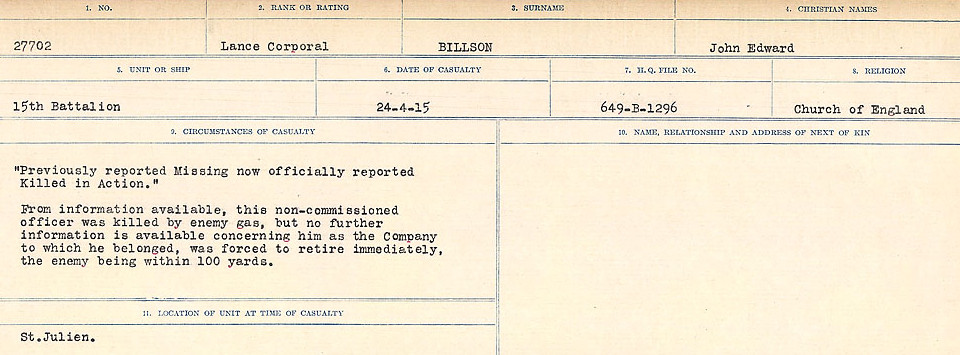 1. NO.
2. RANK OR RATING
3. SURNAME
4. CHRISTIAN NAMES
27702
Lance Corporal
BILLSON
John Edward
5. UNIT OR SHIP
6. DATE OF CASUALTY
7. H.Q. FILE NO.
8. RELIGION
15th Battalion
24-4-15
649-B-1296
Church of England
9. CIRCUMSTANCES OF CASUALTY
10. NAME, RELATIONSHIP AND ADDRESS OF NEXT OF KIN
"Previously reported Missing now officially reported
Killed in Action."
From information available, this non-commissioned
officer was killed by enemy gas, but no further
information is available concerning him as the Company
to which he belonged, was forced to retire immediately,
the enemy being within 100 yards.
11. LOCATION OF UNIT AT TIME OF CASUALTY
St.Julien.